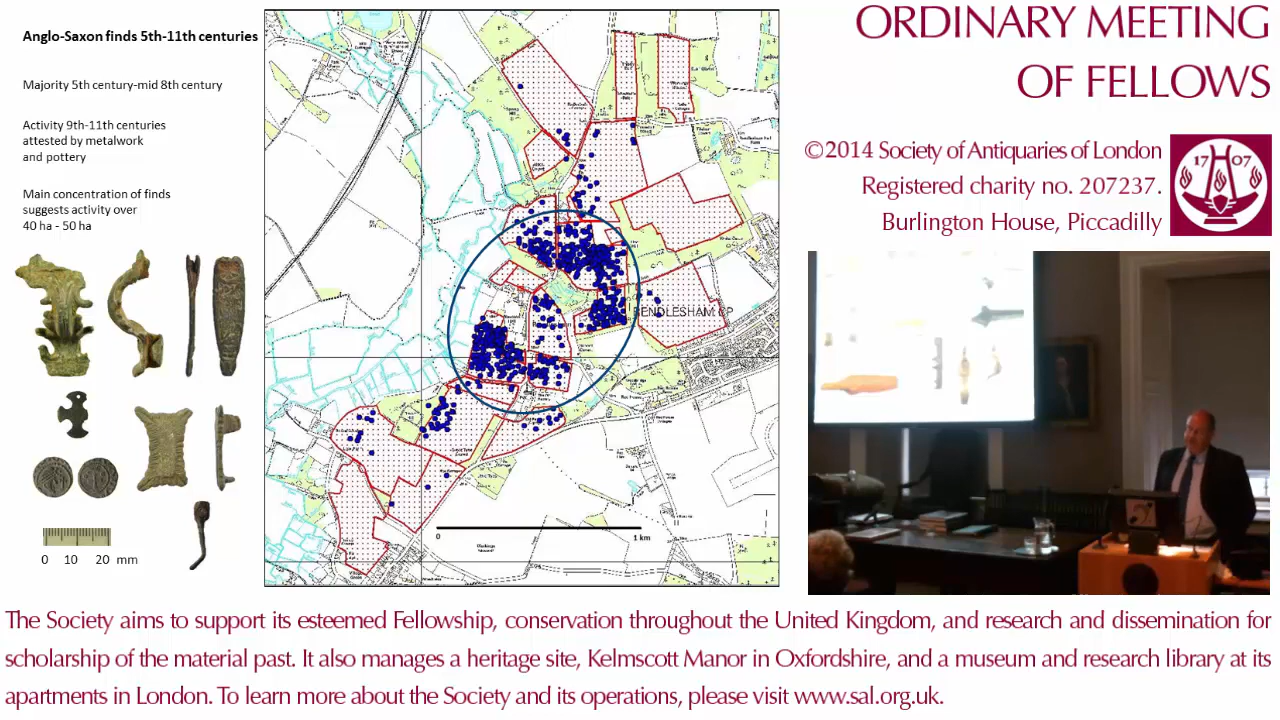 Anglo-Saxon finds 5th-11th centuries
Majority 5th century-mid 8th century
Activity 9th-11th centuries
attested by metalwork
and pottery
Main concentration of finds
suggests activity over
40 ha - 50 ha
0 10 20 mm
RENDLESHAM CP
0 1 km
ORDINARY MEETING
OF FELLOWS
©2014 Society of Antiquaries of London
Registered charity no. 207237.
Burlington House, Piccadilly
17 07
The Society aims to support its esteemed Fellowship, conservation throughout the United Kingdom, and research and dissemination for
scholarship of the material past. It also manages a heritage site, Kelmscott Manor in Oxfordshire, and a museum and research library at its
apartments in London. To learn more about the Society and its operations, please visit www.sal.org.uk.